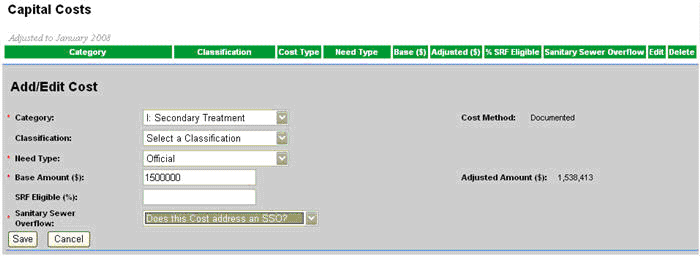 Capital Costs
Adjusted to January 2008
Category Classification Cost Type Need Type Base ($) Adjusted ($) % SRF Eligible Sanitary Sewer Overflow Edit Delete
Add/Edit Cost
* Category: I: Secondary Treatment Cost Method: Documented
Classification: Select a Classification
* Need Type: Official
* Base Amount ($): 1500000 Adjusted Amount ($): 1,538,413
SRF Eligible (%):
* Sanitary Sewer Overflow: Does this Cost address an SSO?
Save Cancel